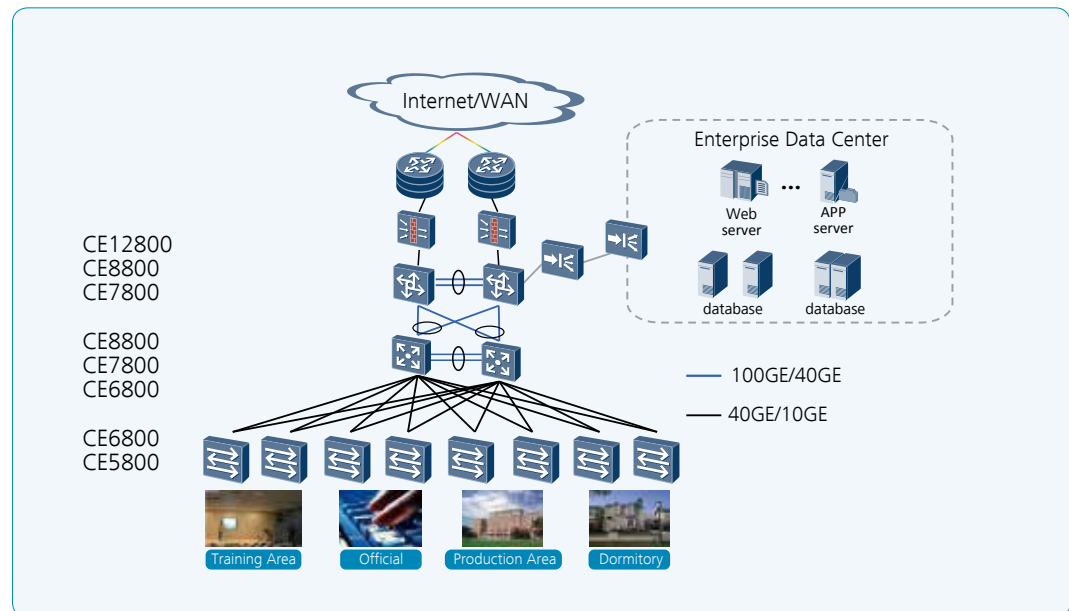 Internet/WAN
Enterprise Data Center
Web
server
...
APP
server
database
database
CE12800
CE8800
CE7800
CE8800
CE7800
CE6800
100GE/40GE
40GE/10GE
CE6800
CE5800
Training Area
Official
Production Area
Dormitory